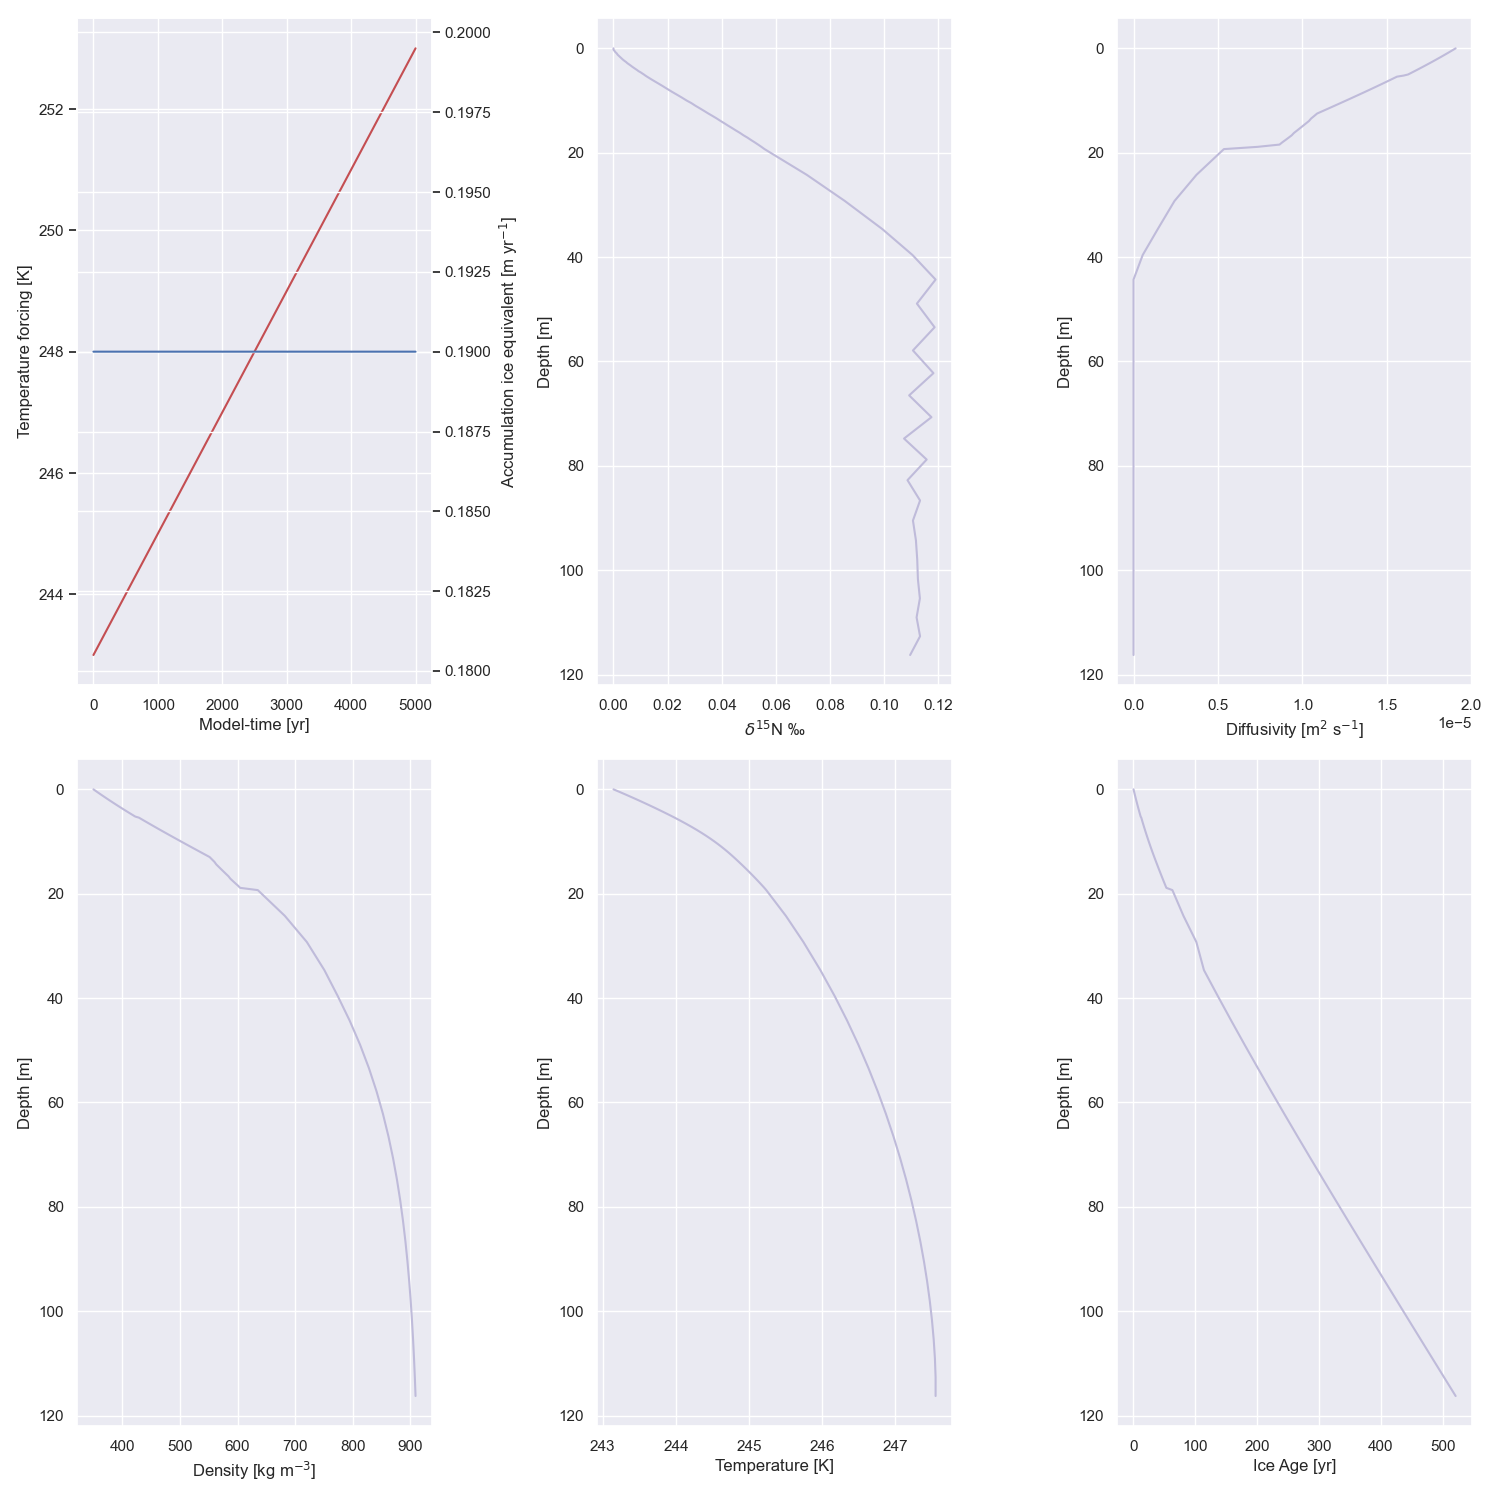 Temperature forcing [K]
252
250
248
246
244
0 1000 2000 3000 4000 5000
Model-time [yr]
0.2000
0.1975
0.1950
0.1925
0.1900
0.1875
0.1850
0.1825
0.1800
Accumulation ice equivalent [m yr⁻¹]
Depth [m]
0
20
40
60
80
100
120
0.00 0.02 0.04 0.06 0.08 0.10 0.12
δ¹⁵N ‰
Depth [m]
0
20
40
60
80
100
120
0.0 0.5 1.0 1.5 2.0
1e−5
Diffusivity [m² s⁻¹]
Depth [m]
0
20
40
60
80
100
120
400 500 600 700 800 900
Density [kg m⁻³]
Depth [m]
0
20
40
60
80
100
120
243 244 245 246 247
Temperature [K]
Depth [m]
0
20
40
60
80
100
120
0 100 200 300 400 500
Ice Age [yr]